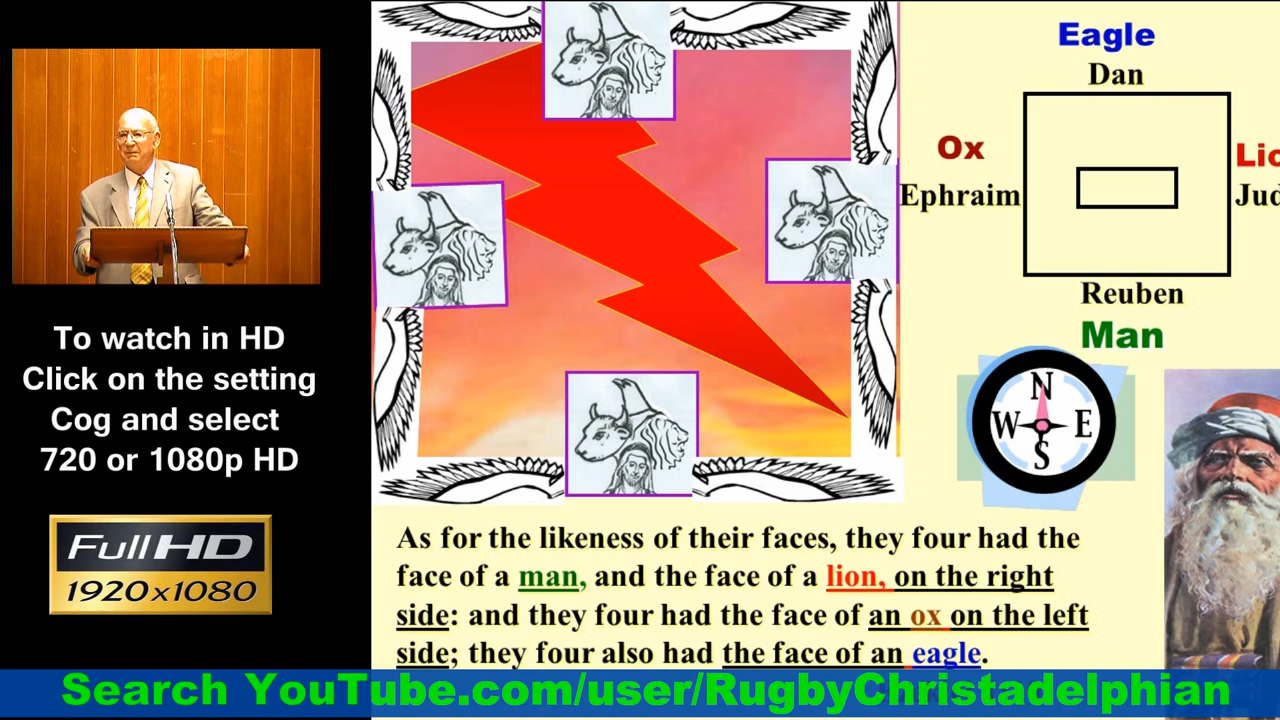 To watch in HD
Click on the setting
Cog and select
720 or 1080p HD
Full HD
1920x1080
Eagle
Dan
Ox
Ephraim
Lio
Jud
Reuben
Man
N
W E
S
As for the likeness of their faces, they four had the
face of a man, and the face of a lion, on the right
side: and they four had the face of an ox on the left
side; they four also had the face of an eagle.
Search YouTube.com/user/RugbyChristadelphian